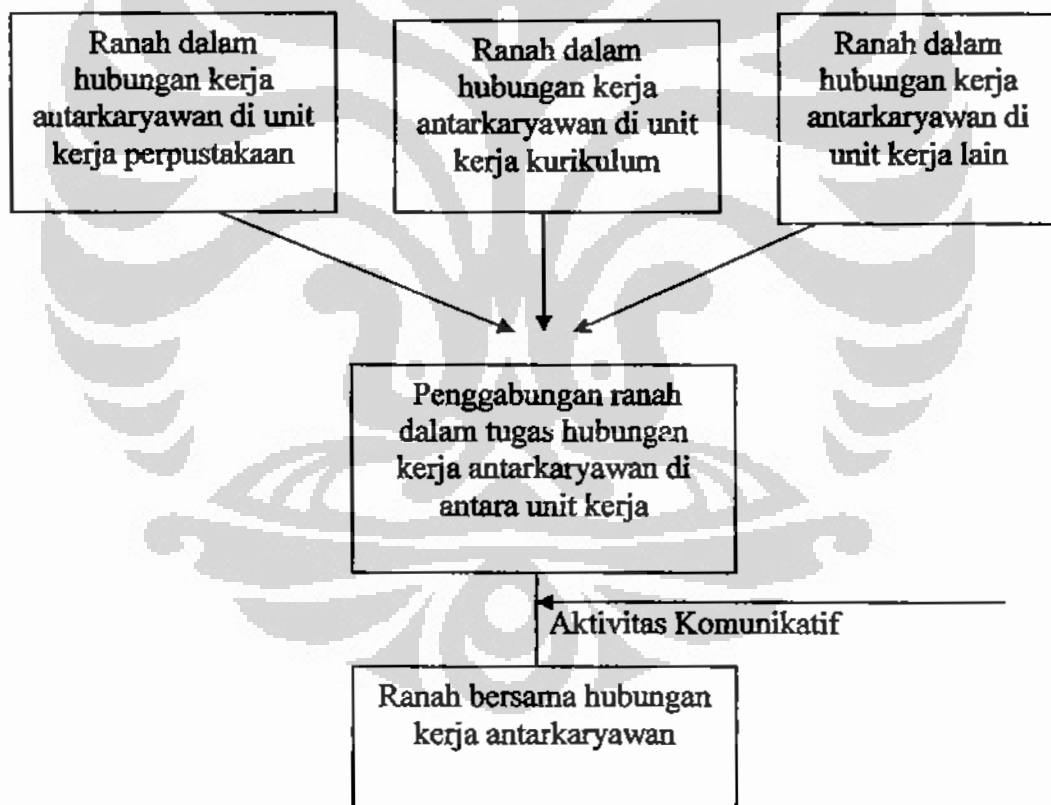 Ranah dalam
hubungan kerja
antarkaryawan di unit
kerja perpustakaan
Ranah dalam
hubungan kerja
antarkaryawan di unit
kerja kurikulum
Ranah dalam
hubungan kerja
antarkaryawan di
unit kerja lain
Penggabungan ranah
dalam tugas hubungan
kerja antarkaryawan di
antara unit kerja
Aktivitas Komunikatif
Ranah bersama hubungan
kerja antarkaryawan